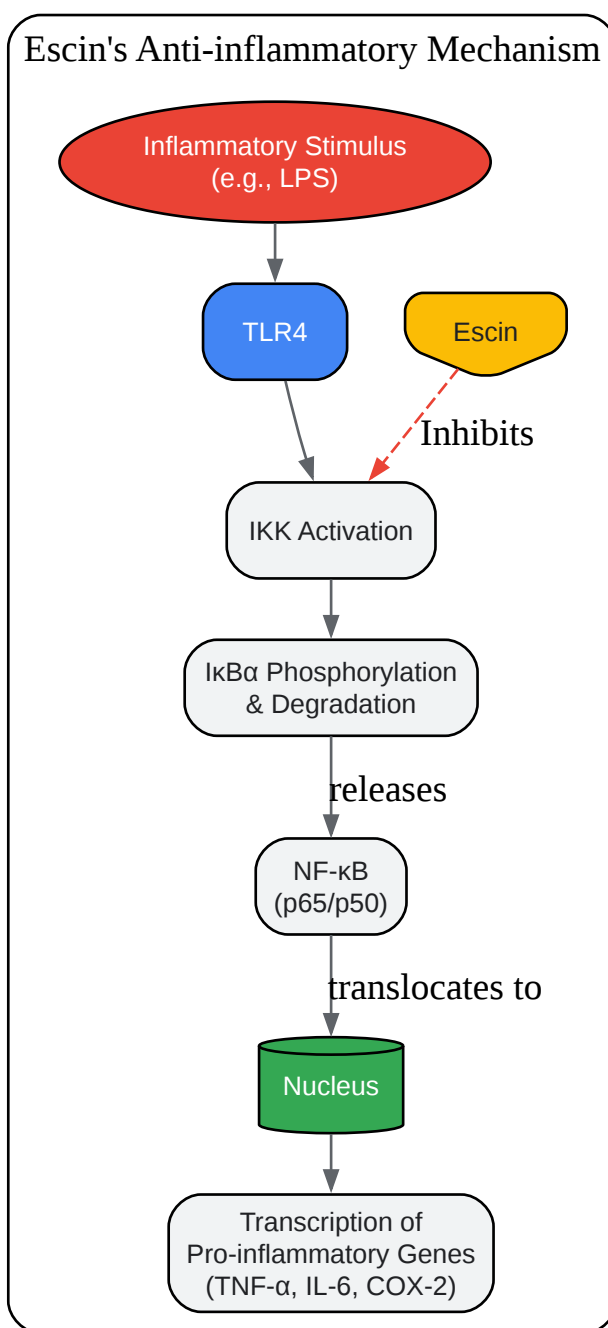 Escin's Anti-inflammatory Mechanism
Inflammatory Stimulus
(e.g., LPS)
TLR4
Escin
Inhibits
IKK Activation
IκBα Phosphorylation
& Degradation
releases
NF-κB
(p65/p50)
translocates to
Nucleus
Transcription of
Pro-inflammatory Genes
(TNF-α, IL-6, COX-2)